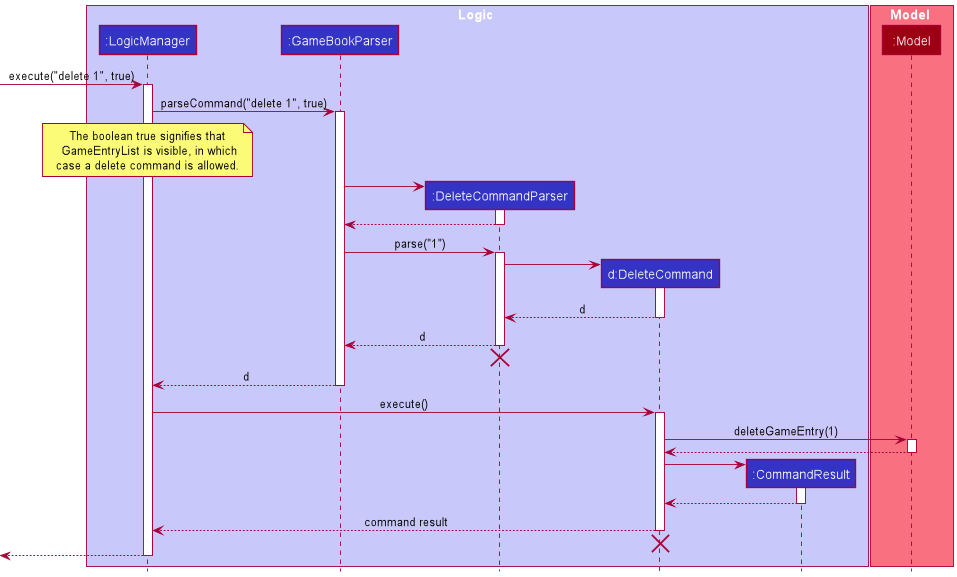 Logic
Model
:LogicManager
:GameBookParser
:Model
execute("delete 1", true)
parseCommand("delete 1", true)
The boolean true signifies that
GameEntryList is visible, in which
case a delete command is allowed.
:DeleteCommandParser
parse("1")
d:DeleteCommand
d
d
d
execute()
deleteGameEntry(1)
:CommandResult
command result